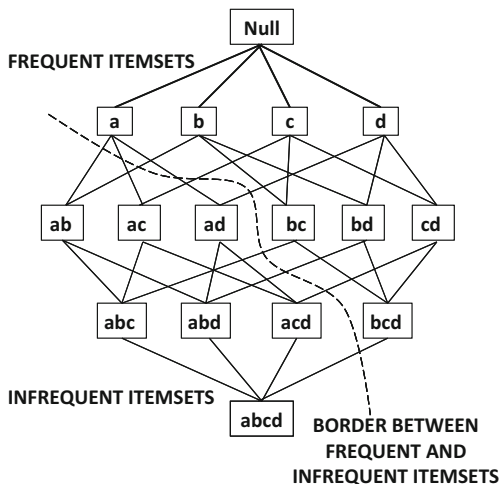 Null
FREQUENT ITEMSETS
a b c d
ab ac ad bc bd cd
abc abd acd bcd
INFREQUENT ITEMSETS
abcd
BORDER BETWEEN
FREQUENT AND
INFREQUENT ITEMSETS